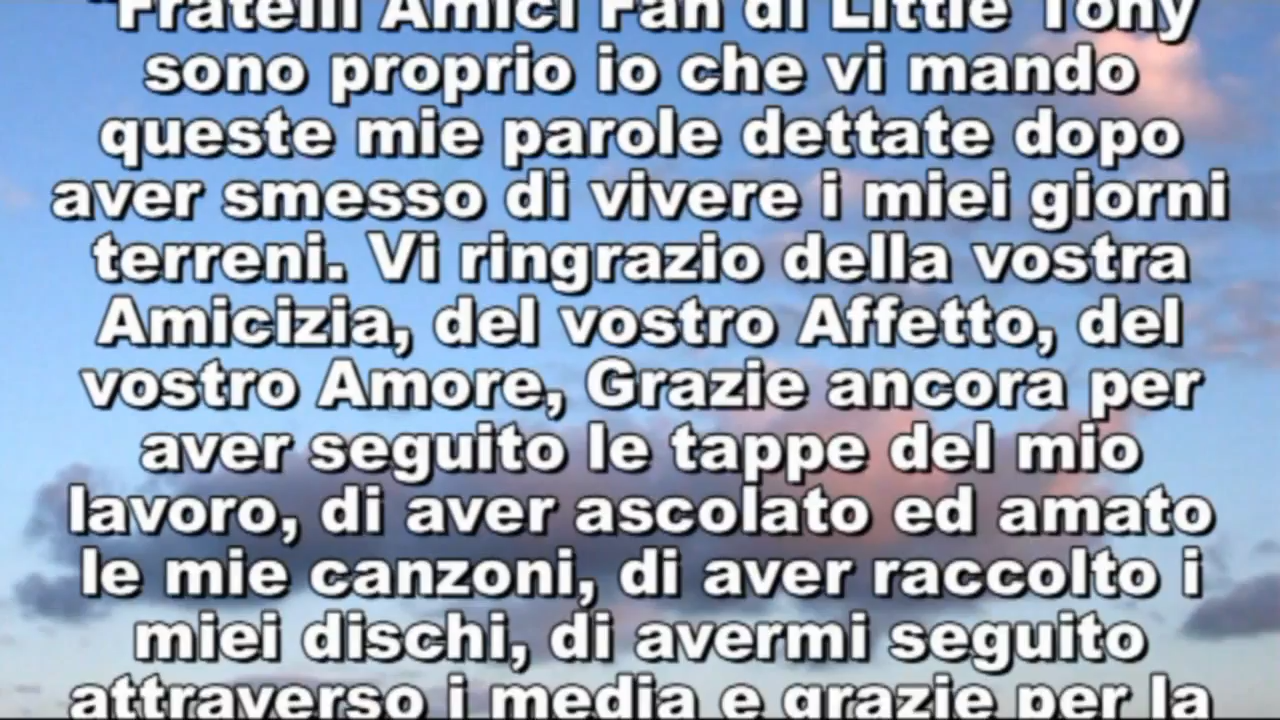 "Fratelli Amici Fan di Little Tony
sono proprio io che vi mando
queste mie parole dettate dopo
aver smesso di vivere i miei giorni
terreni. Vi ringrazio della vostra
Amicizia, del vostro Affetto, del
vostro Amore, Grazie ancora per
aver seguito le tappe del mio
lavoro, di aver ascolato ed amato
le mie canzoni, di aver raccolto i
miei dischi, di avermi seguito
attraverso i media e grazie per la